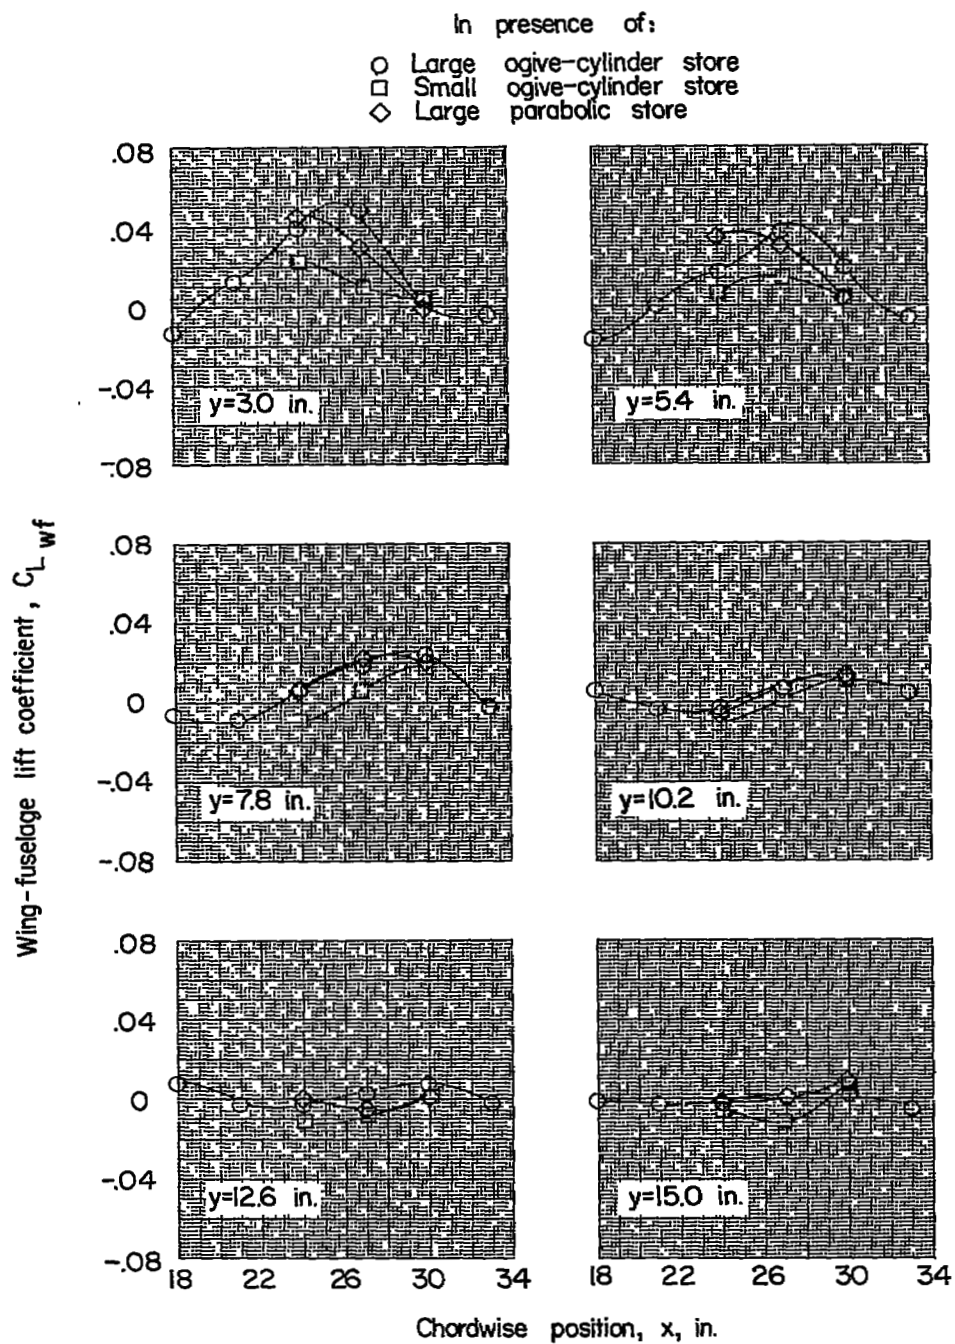 In presence of:
Large ogive-cylinder store
Small ogive-cylinder store
Large parabolic store
.08
.04
0
-.04
-.08
y=3.0 in.
y=5.4 in.
.08
.04
0
-.04
-.08
y=7.8 in.
y=10.2 in.
.08
.04
0
-.04
-.08
y=12.6 in.
y=15.0 in.
18 22 26 30 34
18 22 26 30 34
Wing-fuselage lift coefficient, CL wf
Chordwise position, x, in.